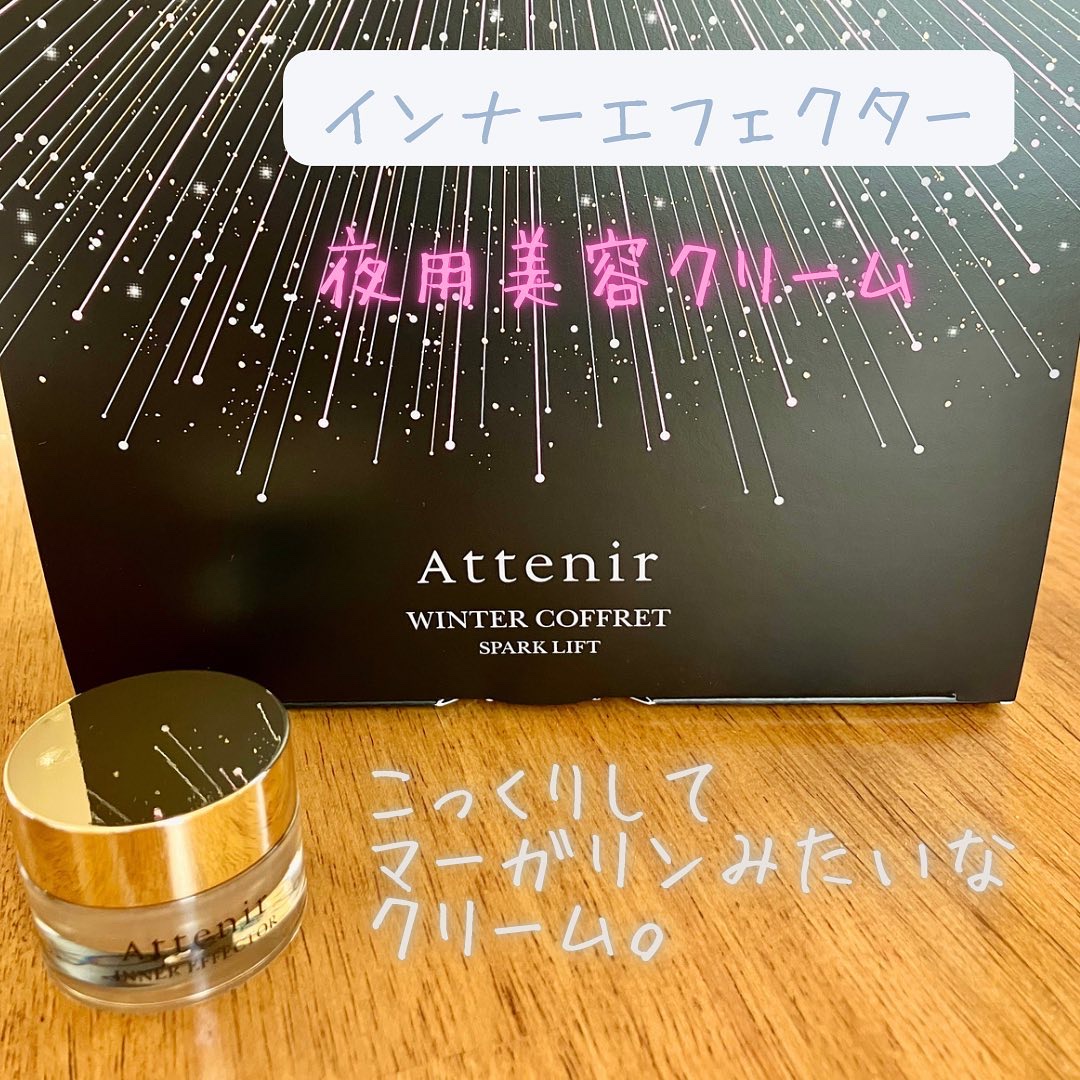 インナーエフェクター
夜用美容クリーム
Attenir
WINTER COFFRET
SPARK LIFT
こっくりして
マーガリンみたいな
クリーム。
Attenir
INNER EFFECTOR